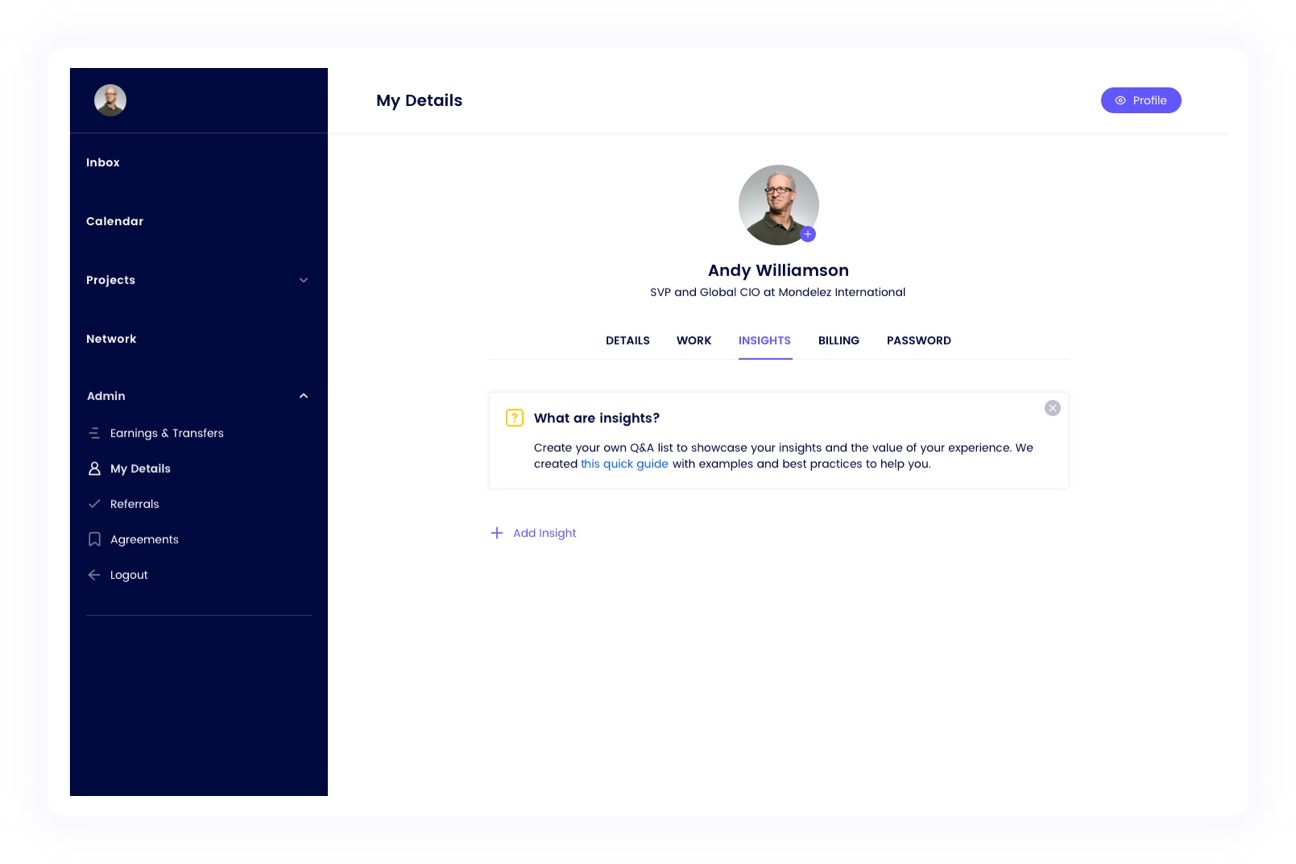 My Details
Profile
Inbox
Calendar
Projects
Network
Admin
Earnings & Transfers
My Details
Referrals
Agreements
Logout
Andy Williamson
SVP and Global CIO at Mondelez International
DETAILS WORK INSIGHTS BILLING PASSWORD
? What are insights?
Create your own Q&A list to showcase your insights and the value of your experience. We
created this quick guide with examples and best practices to help you.
+ Add Insight